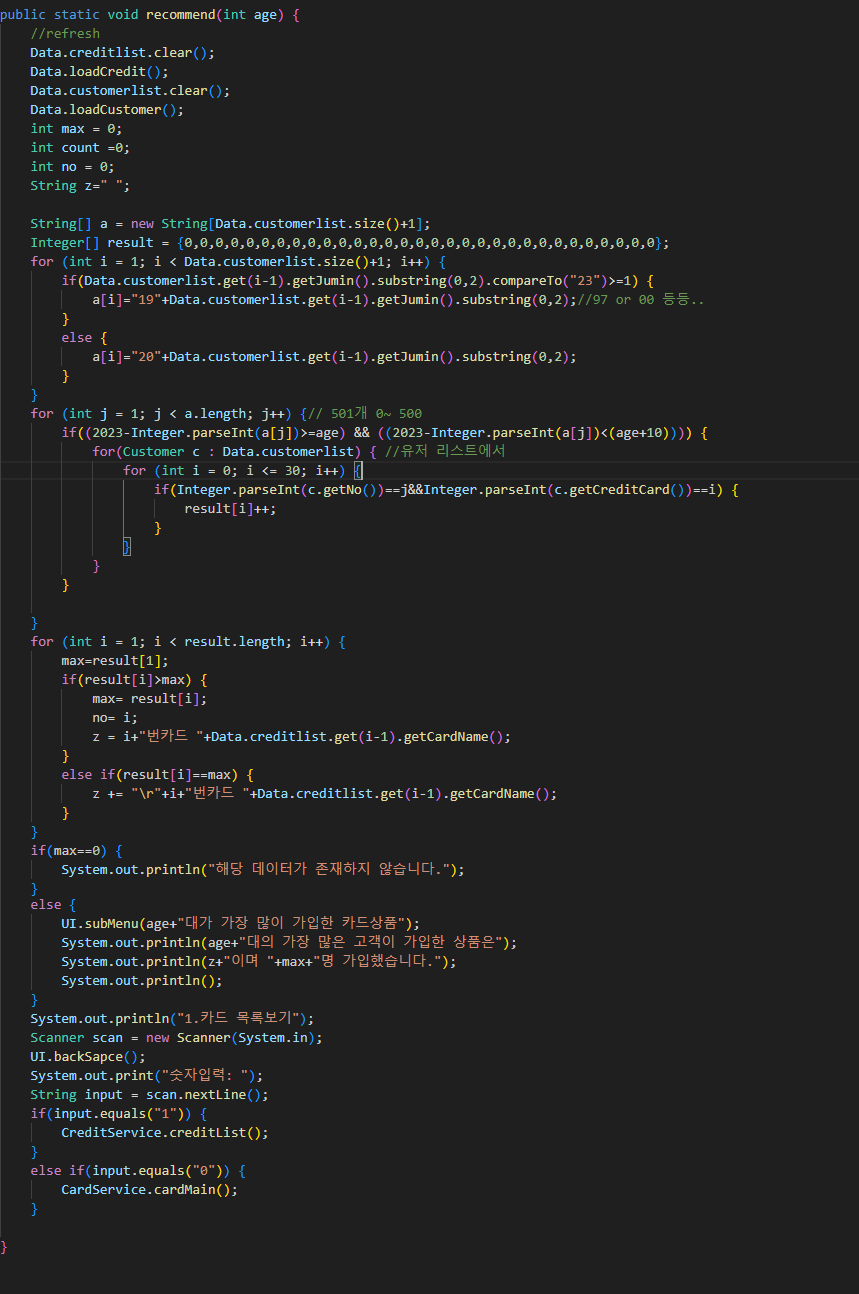 public static void recommend(int age) {
//refresh
Data.creditlist.clear();
Data.loadCredit();
Data.customerlist.clear();
Data.loadCustomer();
int max = 0;
int count =0;
int no = 0;
String z=" ";
String[] a = new String[Data.customerlist.size()+1];
Integer[] result = {0,0,0,0,0,0,0,0,0,0,0,0,0,0,0,0,0,0,0,0,0,0,0,0,0,0,0,0,0,0,0};
for (int i = 1; i < Data.customerlist.size()+1; i++) {
if(Data.customerlist.get(i-1).getJumin().substring(0,2).compareTo("23")>=1) {
a[i]="19"+Data.customerlist.get(i-1).getJumin().substring(0,2);//97 or 00 등등..
}
else {
a[i]="20"+Data.customerlist.get(i-1).getJumin().substring(0,2);
}
}
for (int j = 1; j < a.length; j++) {// 501개 0~ 500
if((2023-Integer.parseInt(a[j])>=age) && ((2023-Integer.parseInt(a[j])<(age+10)))) {
for(Customer c : Data.customerlist) { //유저 리스트에서
for (int i = 0; i <= 30; i++) {
if(Integer.parseInt(c.getNo())==j&&Integer.parseInt(c.getCreditCard())==i) {
result[i]++;
}
}
}
}
}
for (int i = 1; i < result.length; i++) {
max=result[1];
if(result[i]>max) {
max= result[i];
no= i;
z = i+"번카드 "+Data.creditlist.get(i-1).getCardName();
}
else if(result[i]==max) {
z += "\r"+i+"번카드 "+Data.creditlist.get(i-1).getCardName();
}
}
if(max==0) {
System.out.println("해당 데이터가 존재하지 않습니다.");
}
else {
UI.subMenu(age+"대가 가장 많이 가입한 카드상품");
System.out.println(age+"대의 가장 많은 고객이 가입한 상품은");
System.out.println(z+"이며 "+max+"명 가입했습니다.");
System.out.println();
}
System.out.println("1.카드 목록보기");
Scanner scan = new Scanner(System.in);
UI.backSapce();
System.out.print("숫자입력: ");
String input = scan.nextLine();
if(input.equals("1")) {
CreditService.creditList();
}
else if(input.equals("0")) {
CardService.cardMain();
}
}